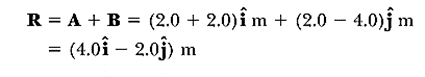 R = A + B = (2.0 + 2.0)î m + (2.0 − 4.0)ĵ m
= (4.0î − 2.0ĵ) m